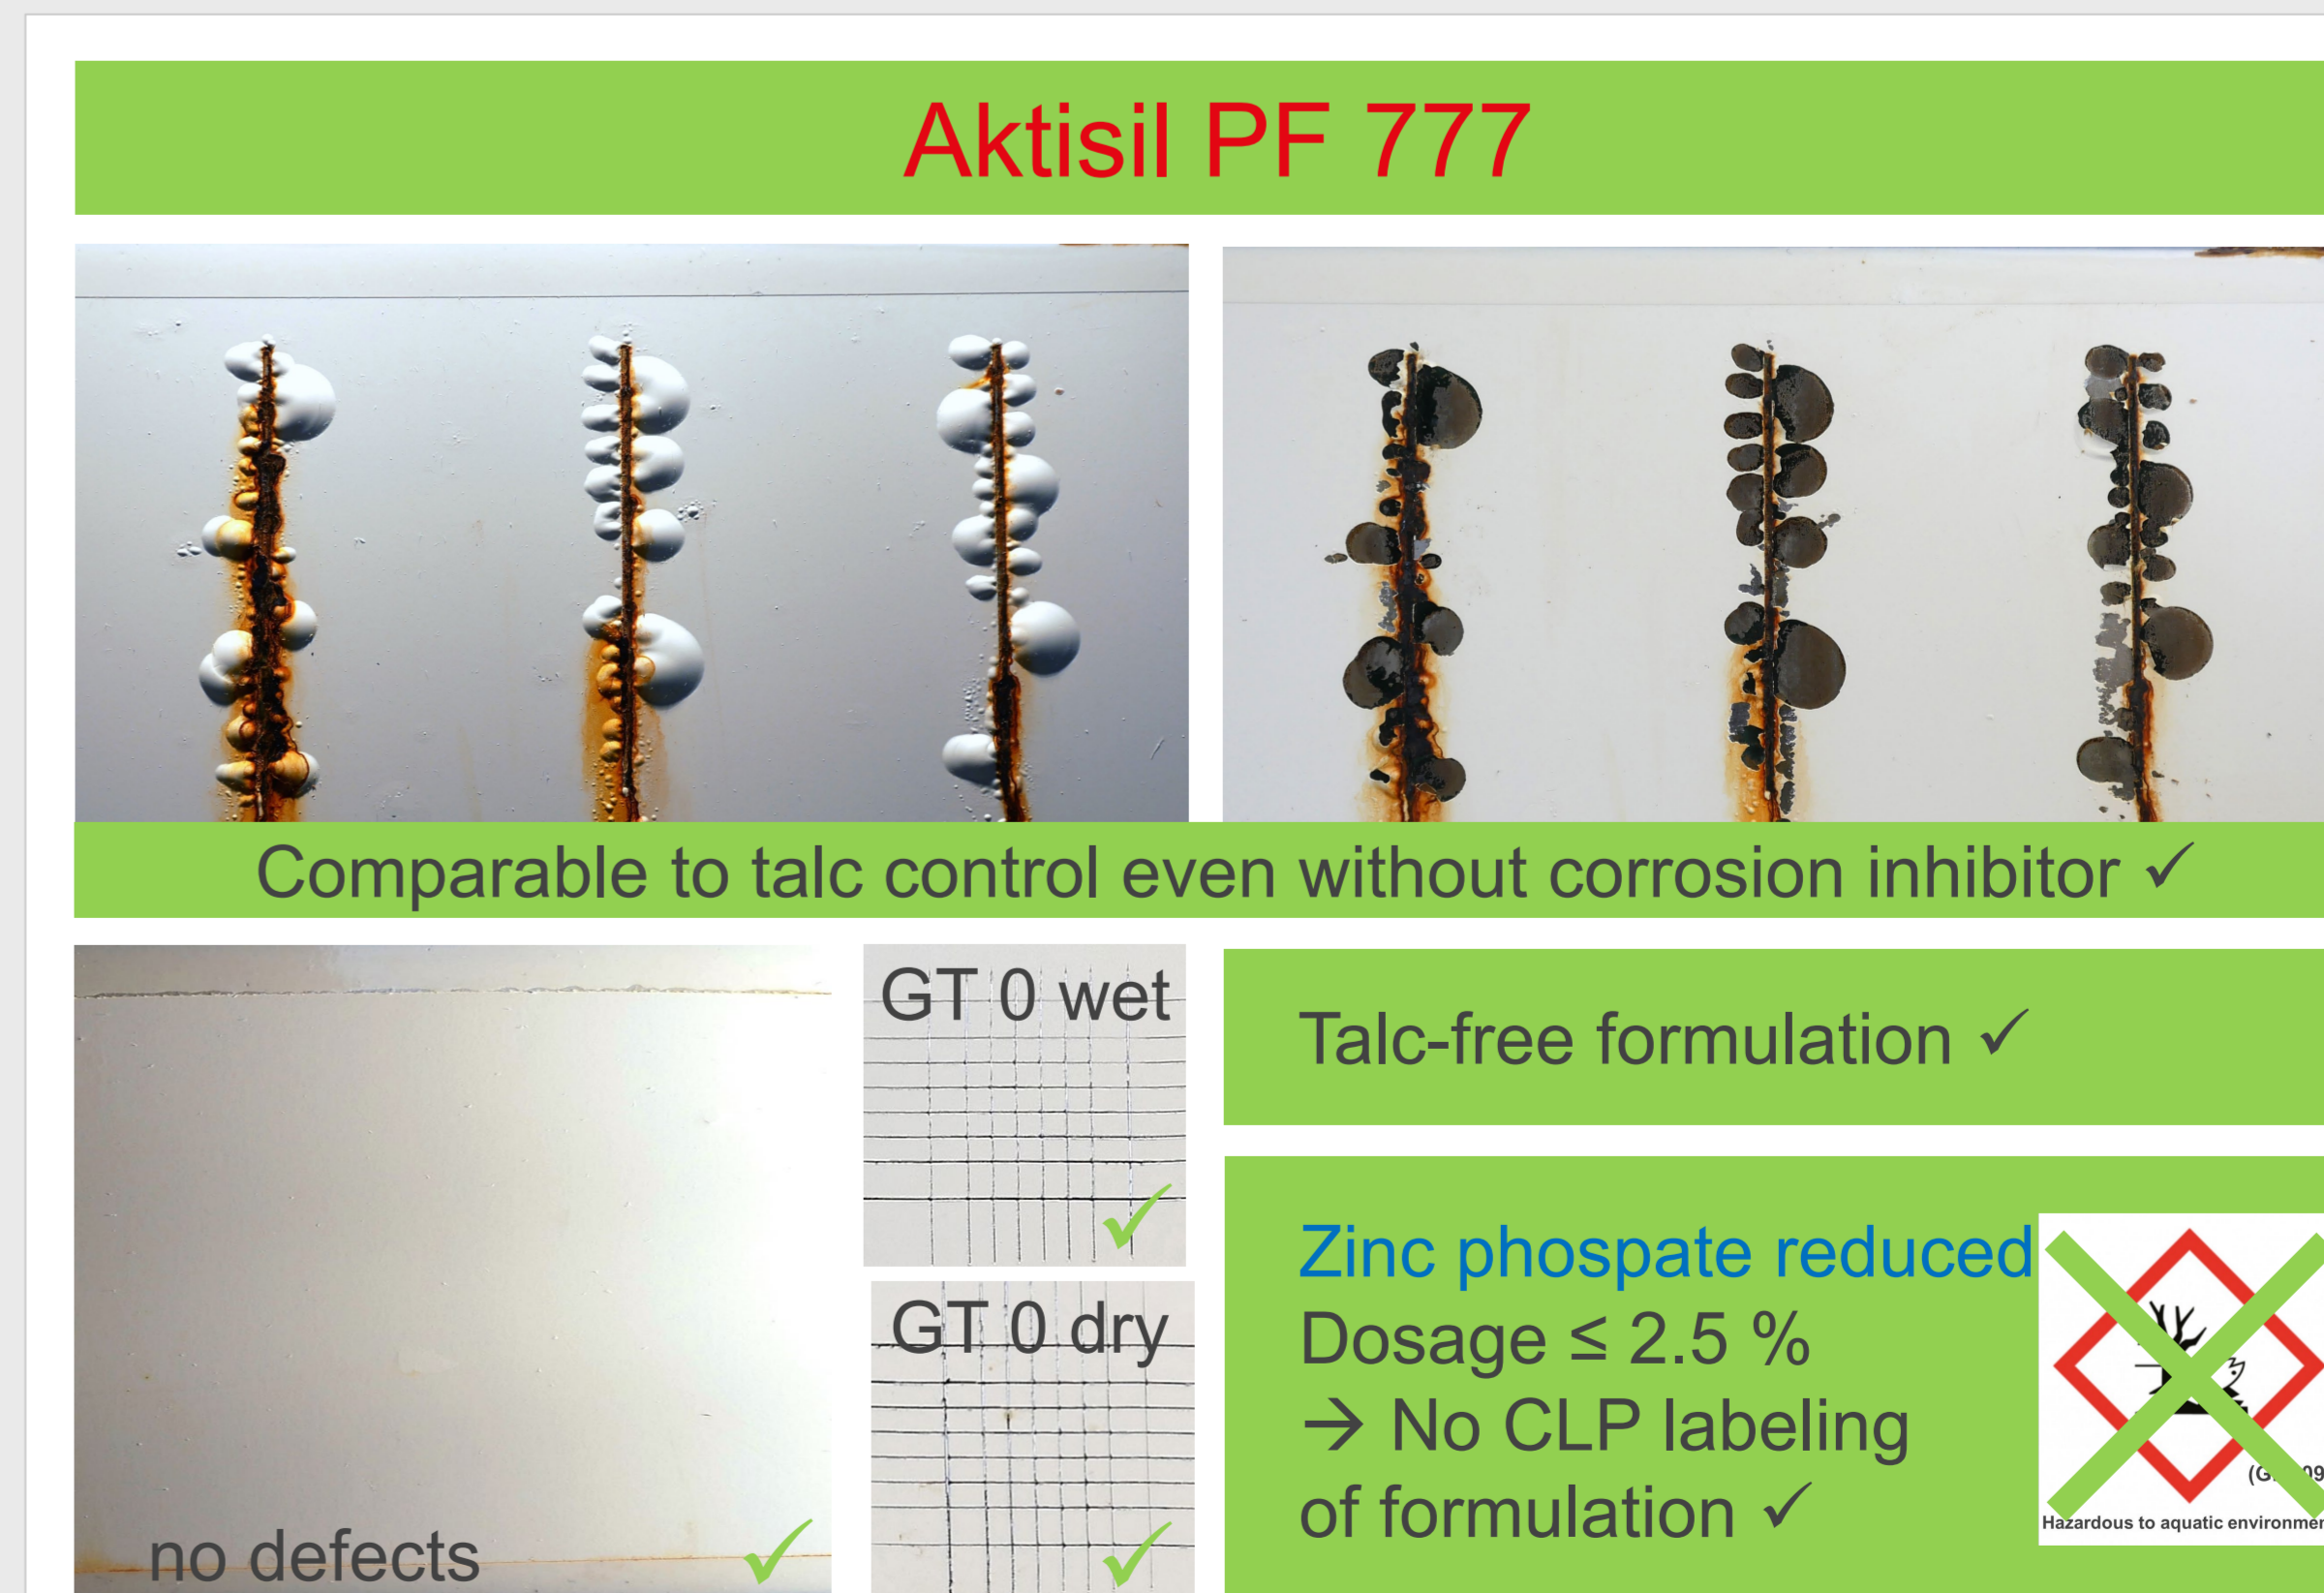 Aktisil PF 777
Comparable to talc control even without corrosion inhibitor ✓
GT 0 wet
GT 0 dry
no defects
Talc-free formulation ✓
Zinc phospate reduced
Dosage ≤ 2.5 %
→ No CLP labeling
of formulation ✓
Hazardous to aquatic